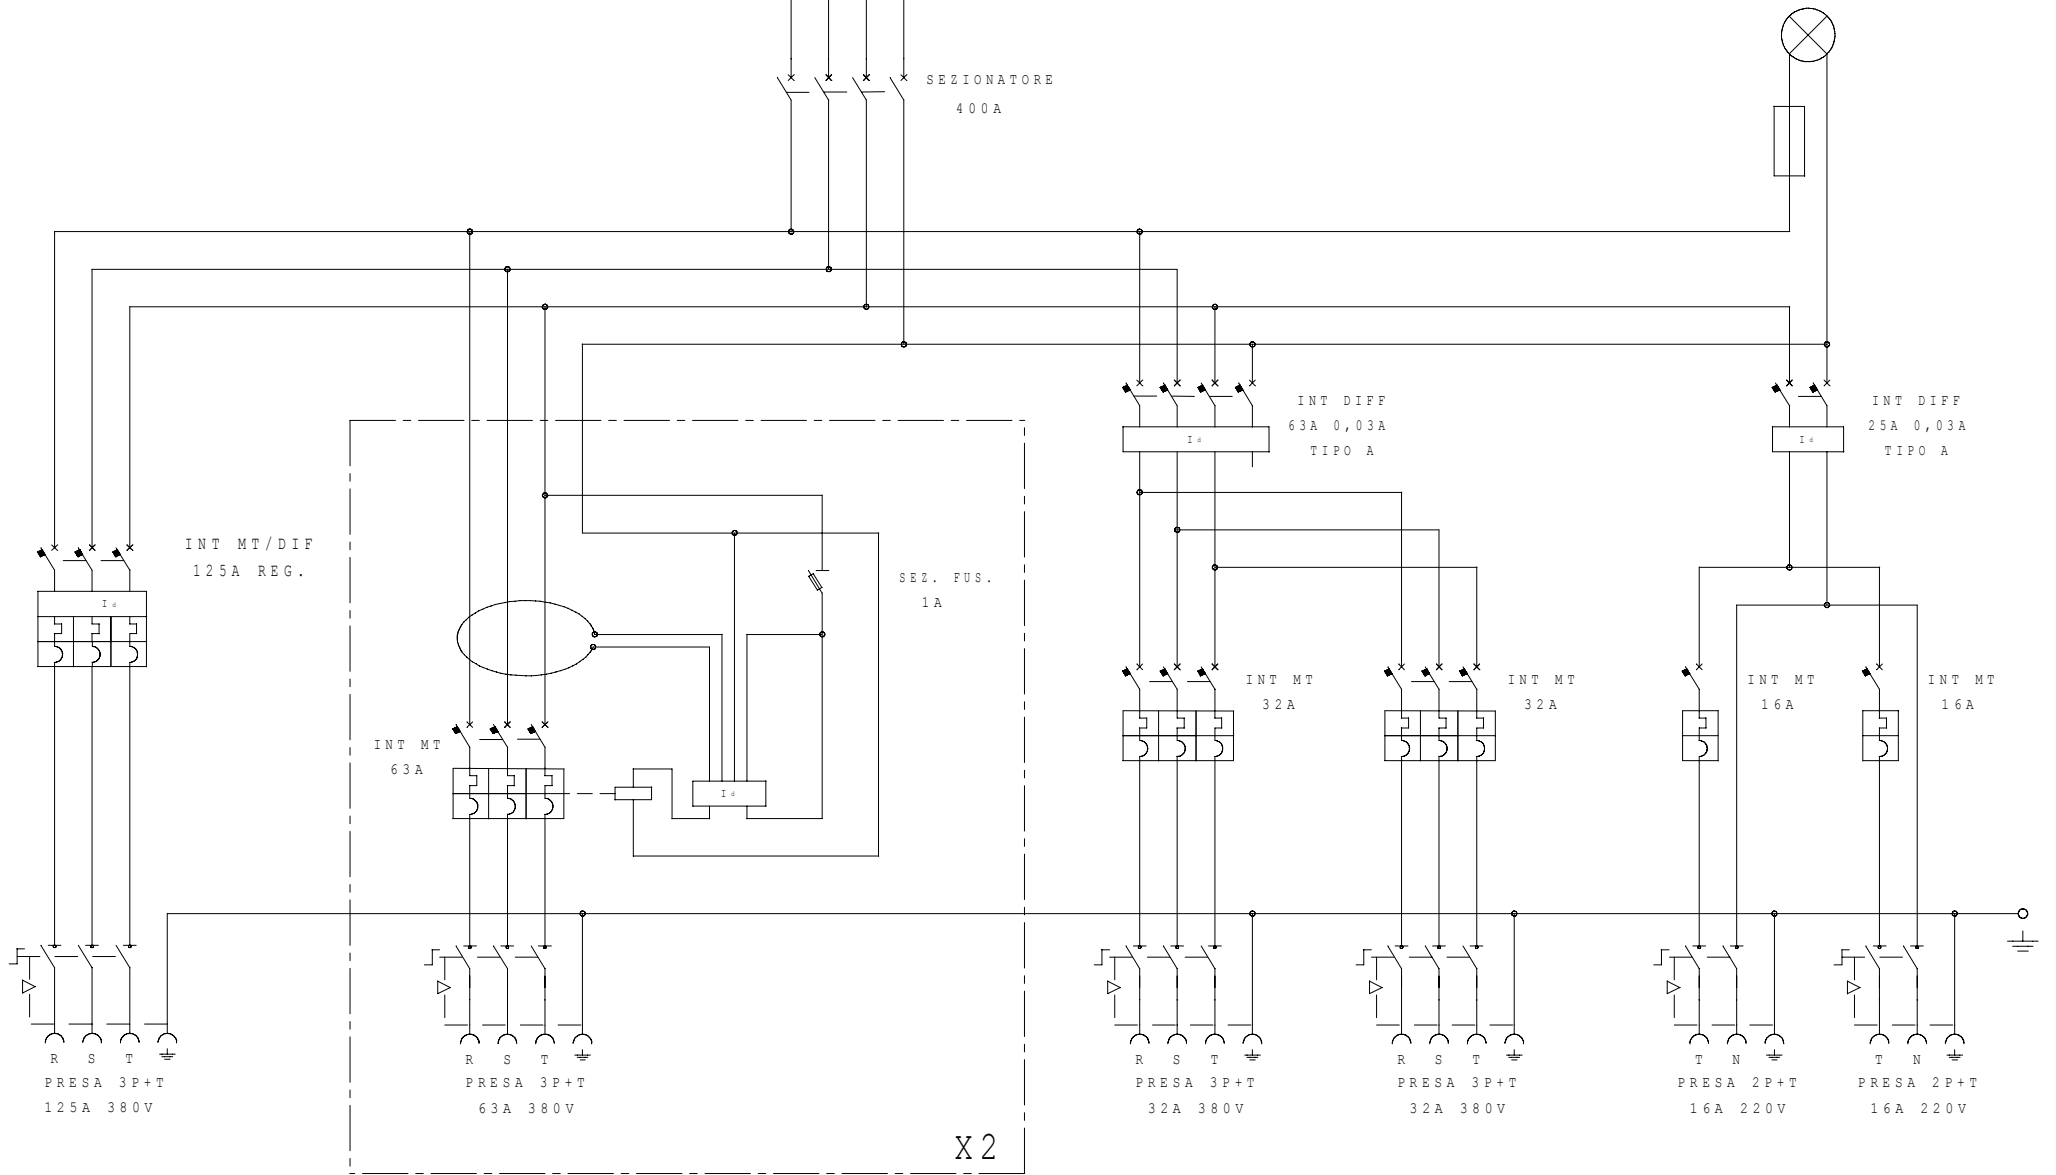 SEZIONATORE
400A
INT DIFF
63A 0,03A
TIPO A
Id
INT DIFF
25A 0,03A
TIPO A
Id
INT MT/DIF
125A REG.
Id
SEZ. FUS.
1A
INT MT
63A
Id
INT MT
32A
INT MT
32A
INT MT
16A
INT MT
16A
R S T
PRESA 3P+T
125A 380V
R S T
PRESA 3P+T
63A 380V
R S T
PRESA 3P+T
32A 380V
R S T
PRESA 3P+T
32A 380V
T N
PRESA 2P+T
16A 220V
T N
PRESA 2P+T
16A 220V
X2